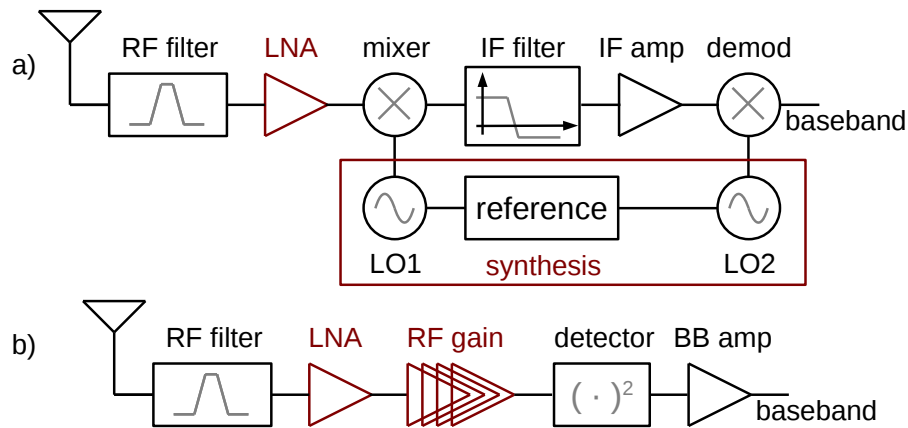 a)
RF filter
LNA
mixer
IF filter
IF amp
demod
baseband
reference
LO1
synthesis
LO2
b)
RF filter
LNA
RF gain
detector
BB amp
(·)²
baseband